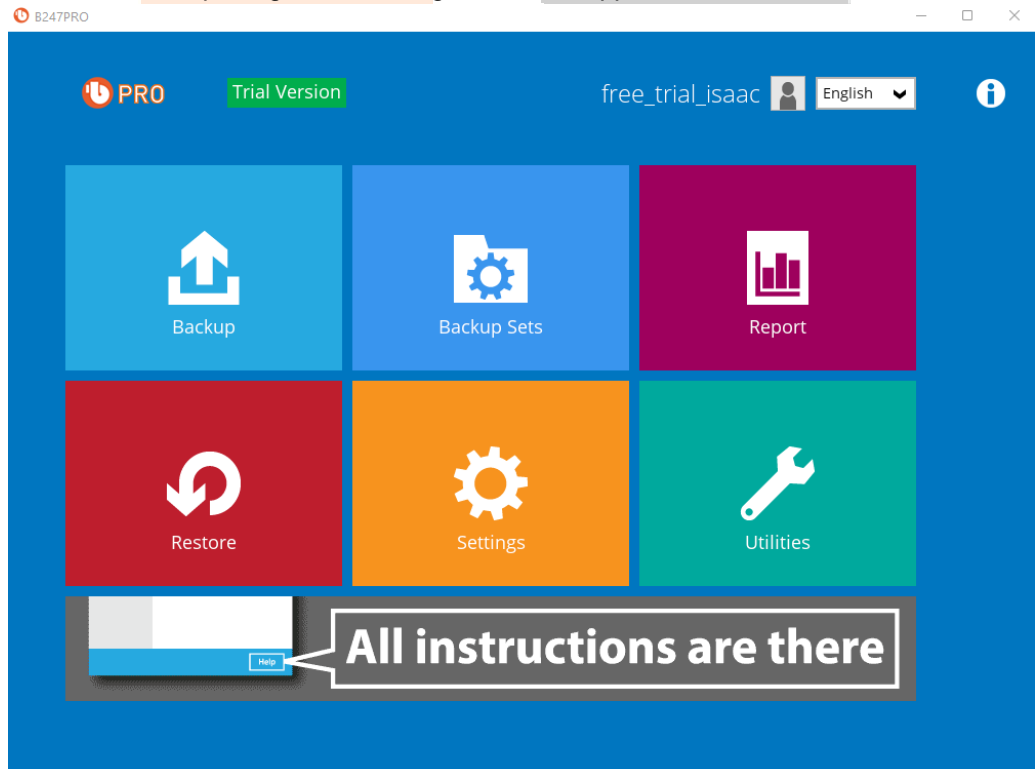 B247PRO
PRO
Trial Version
free_trial_isaac
English
Backup
Backup Sets
Report
Restore
Settings
Utilities
Help
All instructions are there